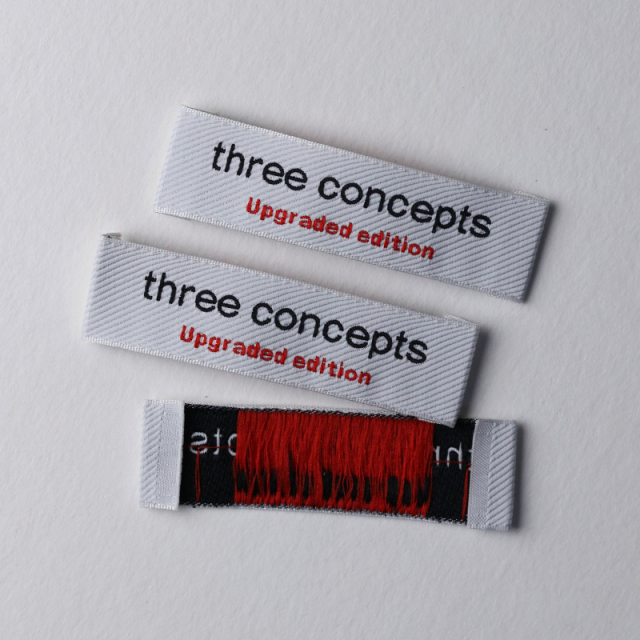 three concepts
Upgraded edition
three concepts
Upgraded edition